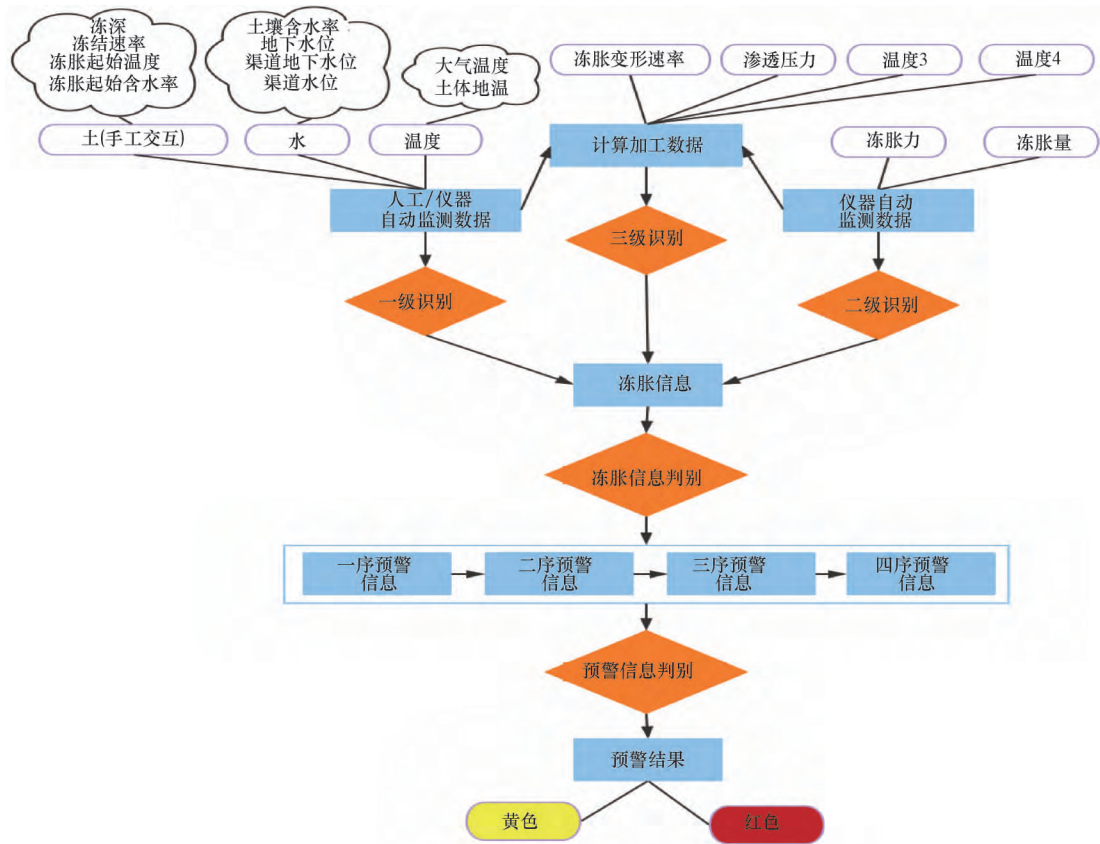 冻深
冻结速率
冻胀起始温度
冻胀起始含水率
土壤含水率
地下水位
渠道地下水位
渠道水位
大气温度
土体地温
冻胀变形速率
渗透压力
温度3
温度4
土(手工交互)
水
温度
计算加工数据
冻胀力
冻胀量
人工/仪器
自动监测数据
仪器自动
监测数据
三级识别
一级识别
二级识别
冻胀信息
冻胀信息判别
一序预警
信息
二序预警
信息
三序预警
信息
四序预警
信息
预警信息判别
预警结果
黄色
红色